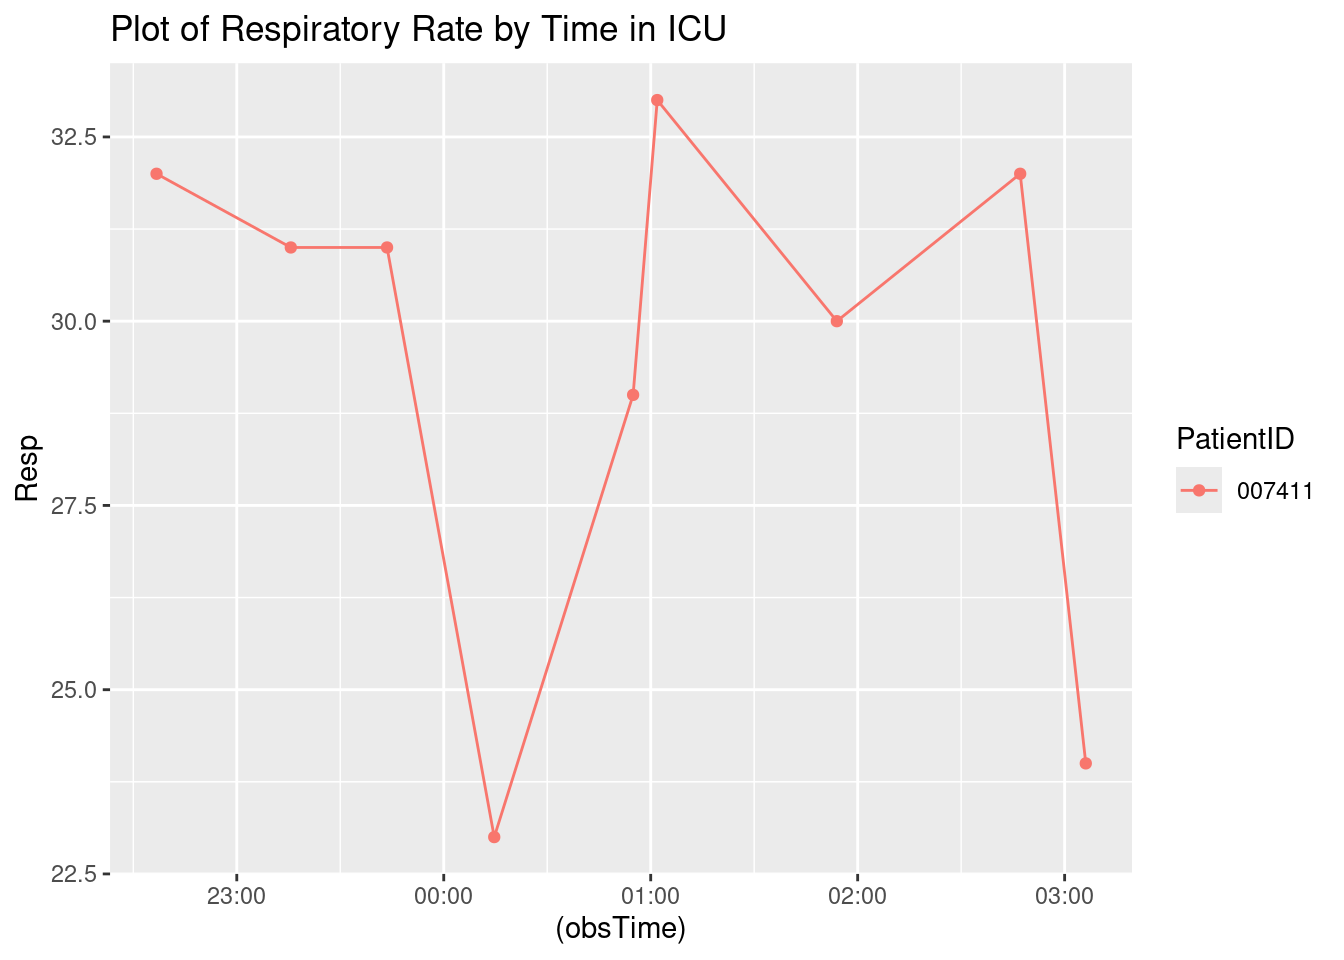 Plot of Respiratory Rate by Time in ICU
32.5
30.0
27.5
25.0
22.5
Resp
23:00
00:00
01:00
02:00
03:00
(obsTime)
PatientID
007411